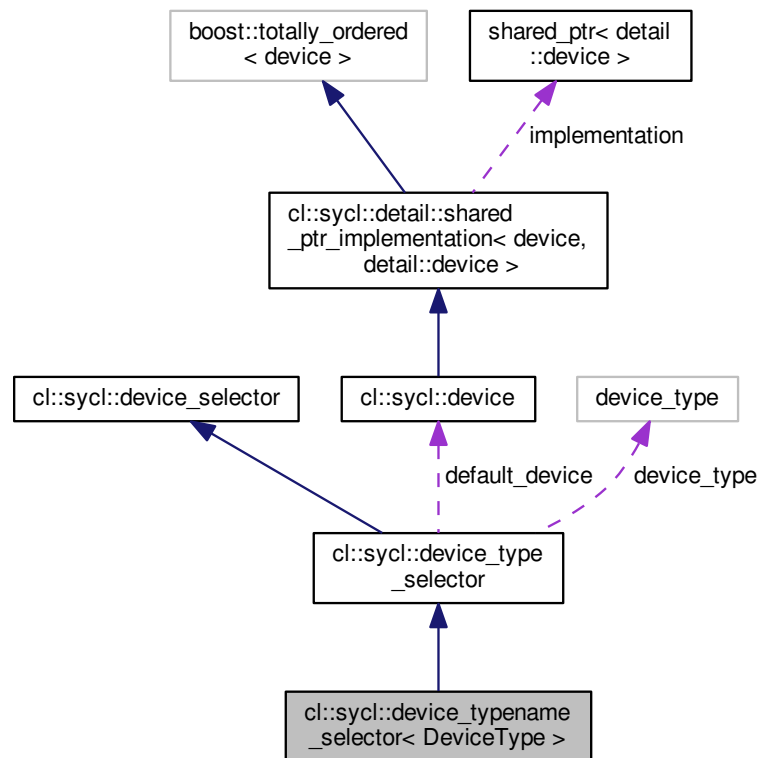 boost::totally_ordered
< device >
shared_ptr< detail
::device >
implementation
cl::sycl::detail::shared
_ptr_implementation< device,
detail::device >
cl::sycl::device_selector
cl::sycl::device
device_type
default_device
device_type
cl::sycl::device_type
_selector
cl::sycl::device_typename
_selector< DeviceType >